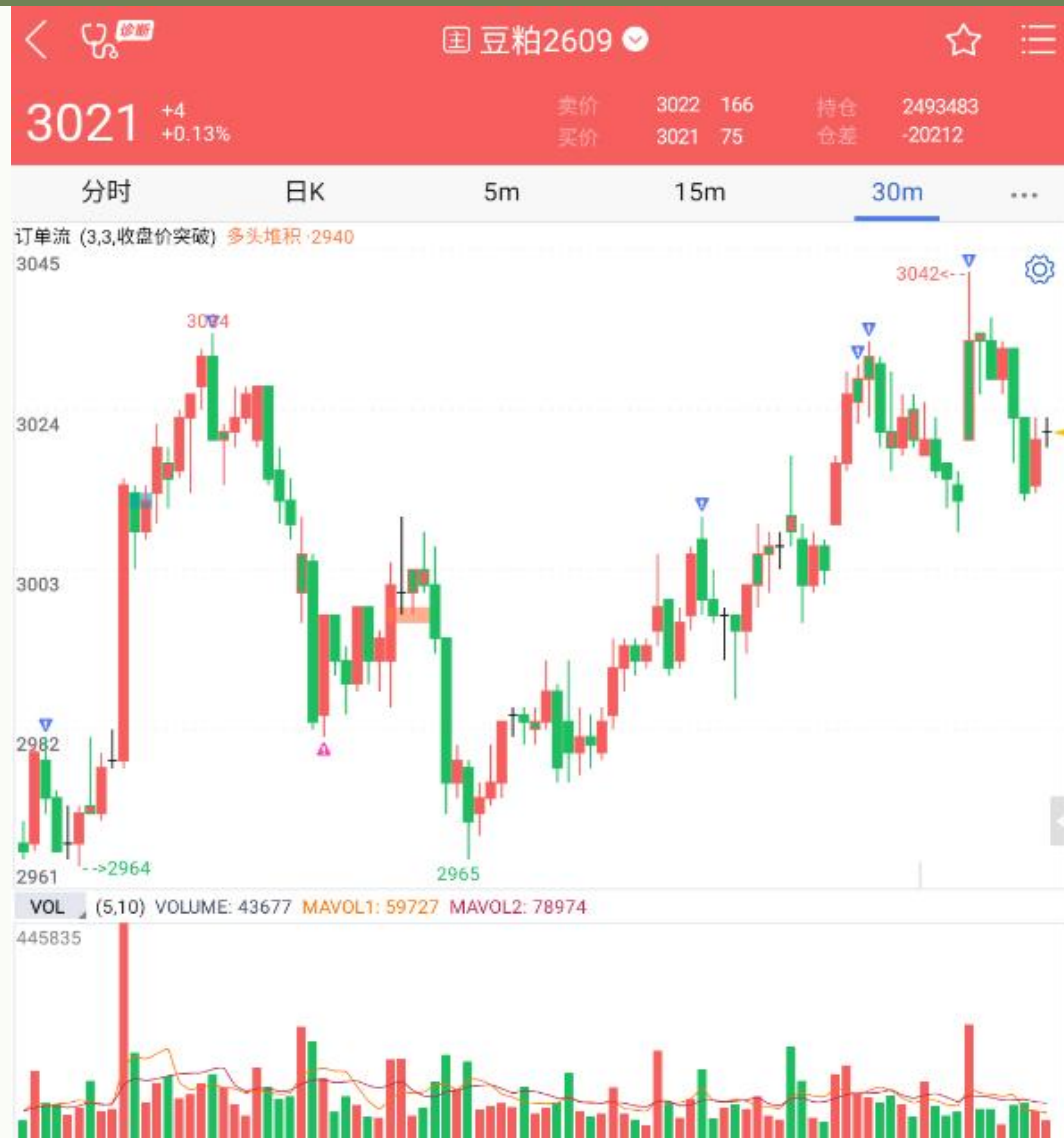 诊断
主 豆粕2609
3021 +4 +0.13%
卖价 3022 166 持仓 2493483
买价 3021 75 仓差 -20212
分时 日K 5m 15m 30m ...
订单流 (3,3,收盘价突破) 多头堆积 ·2940
3045
3042<--
3024
3003
2982
-->2964
2965
2961
VOL (5,10) VOLUME: 43677 MAVOL1: 59727 MAVOL2: 78974
445835